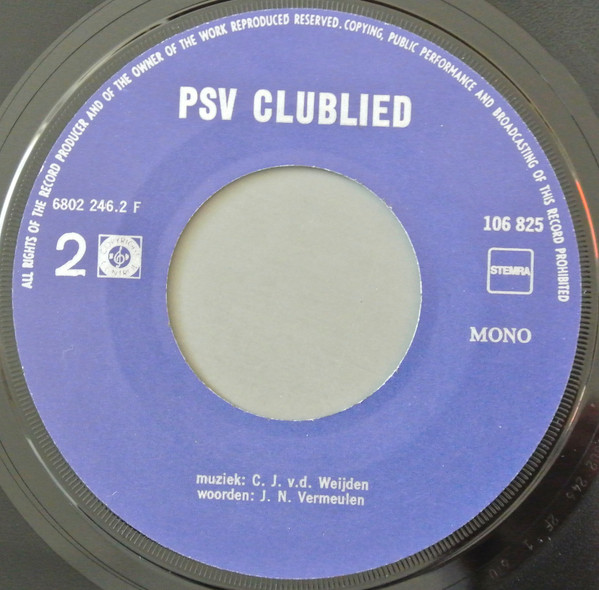 ALL RIGHTS OF THE RECORD PRODUCER AND OF THE OWNER OF THE WORK REPRODUCED RESERVED. COPYING, PUBLIC PERFORMANCE AND BROADCASTING OF THIS RECORD PROHIBITED
PSV CLUBLIED
6802 246.2 F
106 825
2
STEMRA
MONO
muziek: C. J. v.d. Weijden
woorden: J. N. Vermeulen